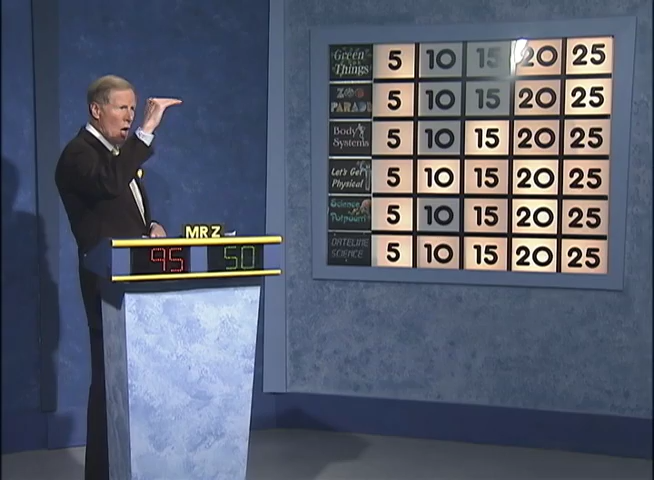 Green Things 5 10 15 20 25
ZOO PARADE 5 10 15 20 25
Body Systems 5 10 15 20 25
Let's Get Physical 5 10 15 20 25
Science Potpourri 5 10 15 20 25
DATELINE SCIENCE 5 10 15 20 25
MR Z
95 50